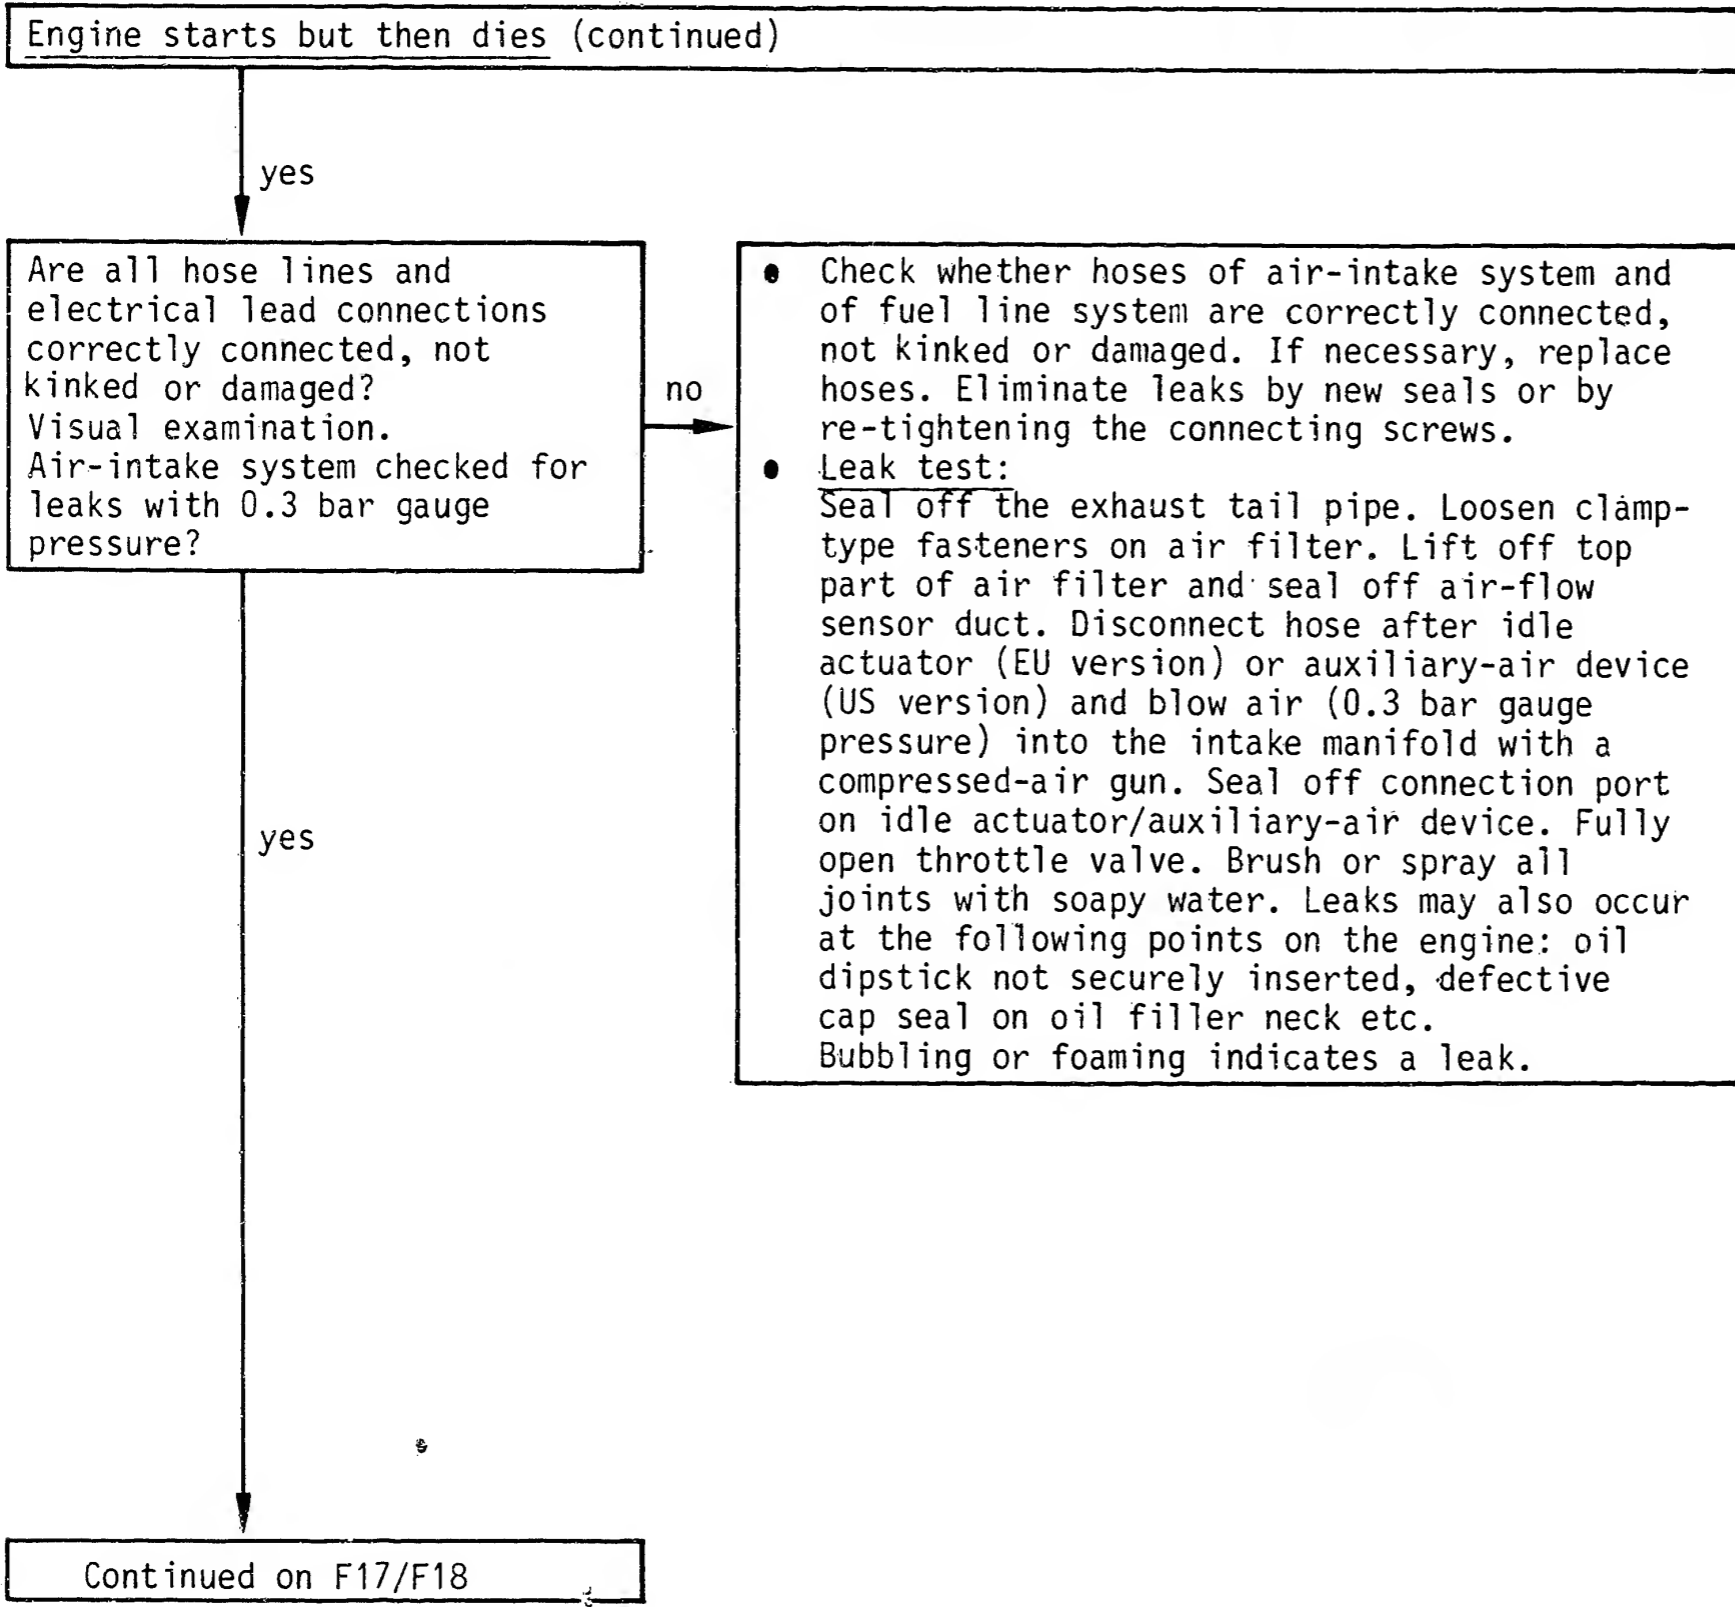 Engine starts but then dies (continued)
yes
Are all hose lines and
electrical lead connections
correctly connected, not
kinked or damaged?
Visual examination.
Air-intake system checked for
leaks with 0.3 bar gauge
pressure?
no
• Check whether hoses of air-intake system and
of fuel line system are correctly connected,
not kinked or damaged. If necessary, replace
hoses. Eliminate leaks by new seals or by
re-tightening the connecting screws.
• Leak test:
Seal off the exhaust tail pipe. Loosen clamp-
type fasteners on air filter. Lift off top
part of air filter and seal off air-flow
sensor duct. Disconnect hose after idle
actuator (EU version) or auxiliary-air device
(US version) and blow air (0.3 bar gauge
pressure) into the intake manifold with a
compressed-air gun. Seal off connection port
on idle actuator/auxiliary-air device. Fully
open throttle valve. Brush or spray all
joints with soapy water. Leaks may also occur
at the following points on the engine: oil
dipstick not securely inserted, defective
cap seal on oil filler neck etc.
Bubbling or foaming indicates a leak.
yes
Continued on F17/F18